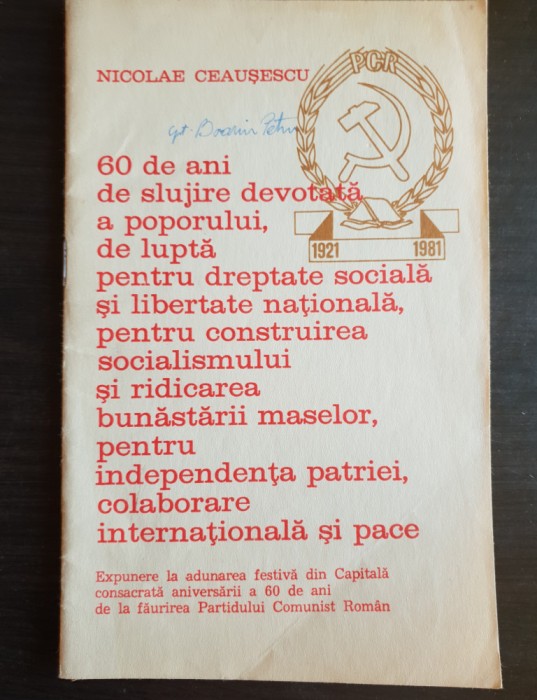 PCR
NICOLAE CEAUŞESCU
60 de ani
de slujire devotată
a poporului,
de luptă
pentru dreptate socială
şi libertate naţională,
pentru construirea
socialismului
şi ridicarea
bunăstării maselor,
pentru
independenţa patriei,
colaborare
internaţională şi pace
1921 1981
Expunere la adunarea festivă din Capitală
consacrată aniversării a 60 de ani
de la făurirea Partidului Comunist Român